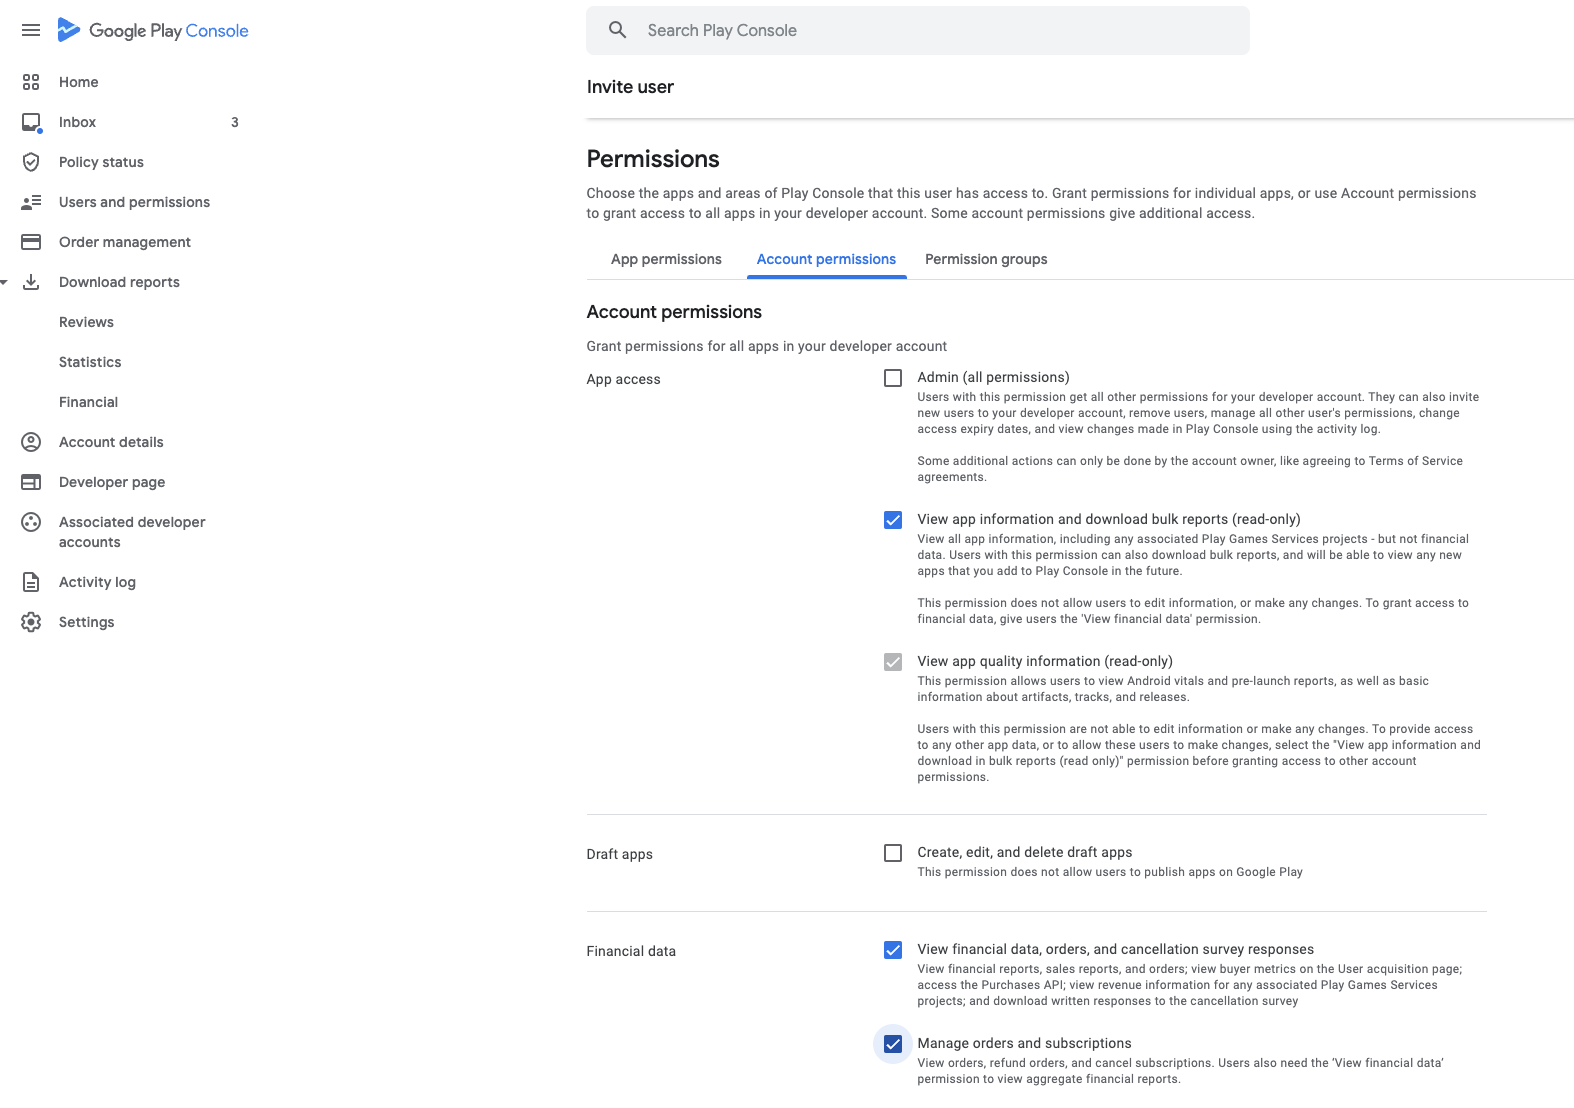 Google Play Console
Search Play Console
Home
Inbox 3
Policy status
Users and permissions
Order management
Download reports
Reviews
Statistics
Financial
Account details
Developer page
Associated developer
accounts
Activity log
Settings
Invite user
Permissions
Choose the apps and areas of Play Console that this user has access to. Grant permissions for individual apps, or use Account permissions
to grant access to all apps in your developer account. Some account permissions give additional access.
App permissions Account permissions Permission groups
Account permissions
Grant permissions for all apps in your developer account
App access
Admin (all permissions)
Users with this permission get all other permissions for your developer account. They can also invite
new users to your developer account, remove users, manage all other user's permissions, change
access expiry dates, and view changes made in Play Console using the activity log.
Some additional actions can only be done by the account owner, like agreeing to Terms of Service
agreements.
View app information and download bulk reports (read-only)
View all app information, including any associated Play Games Services projects - but not financial
data. Users with this permission can also download bulk reports, and will be able to view any new
apps that you add to Play Console in the future.
This permission does not allow users to edit information, or make any changes. To grant access to
financial data, give users the 'View financial data' permission.
View app quality information (read-only)
This permission allows users to view Android vitals and pre-launch reports, as well as basic
information about artifacts, tracks, and releases.
Users with this permission are not able to edit information or make any changes. To provide access
to any other app data, or to allow these users to make changes, select the "View app information and
download in bulk reports (read only)" permission before granting access to other account
permissions.
Draft apps
Create, edit, and delete draft apps
This permission does not allow users to publish apps on Google Play
Financial data
View financial data, orders, and cancellation survey responses
View financial reports, sales reports, and orders; view buyer metrics on the User acquisition page;
access the Purchases API; view revenue information for any associated Play Games Services
projects; and download written responses to the cancellation survey
Manage orders and subscriptions
View orders, refund orders, and cancel subscriptions. Users also need the 'View financial data'
permission to view aggregate financial reports.